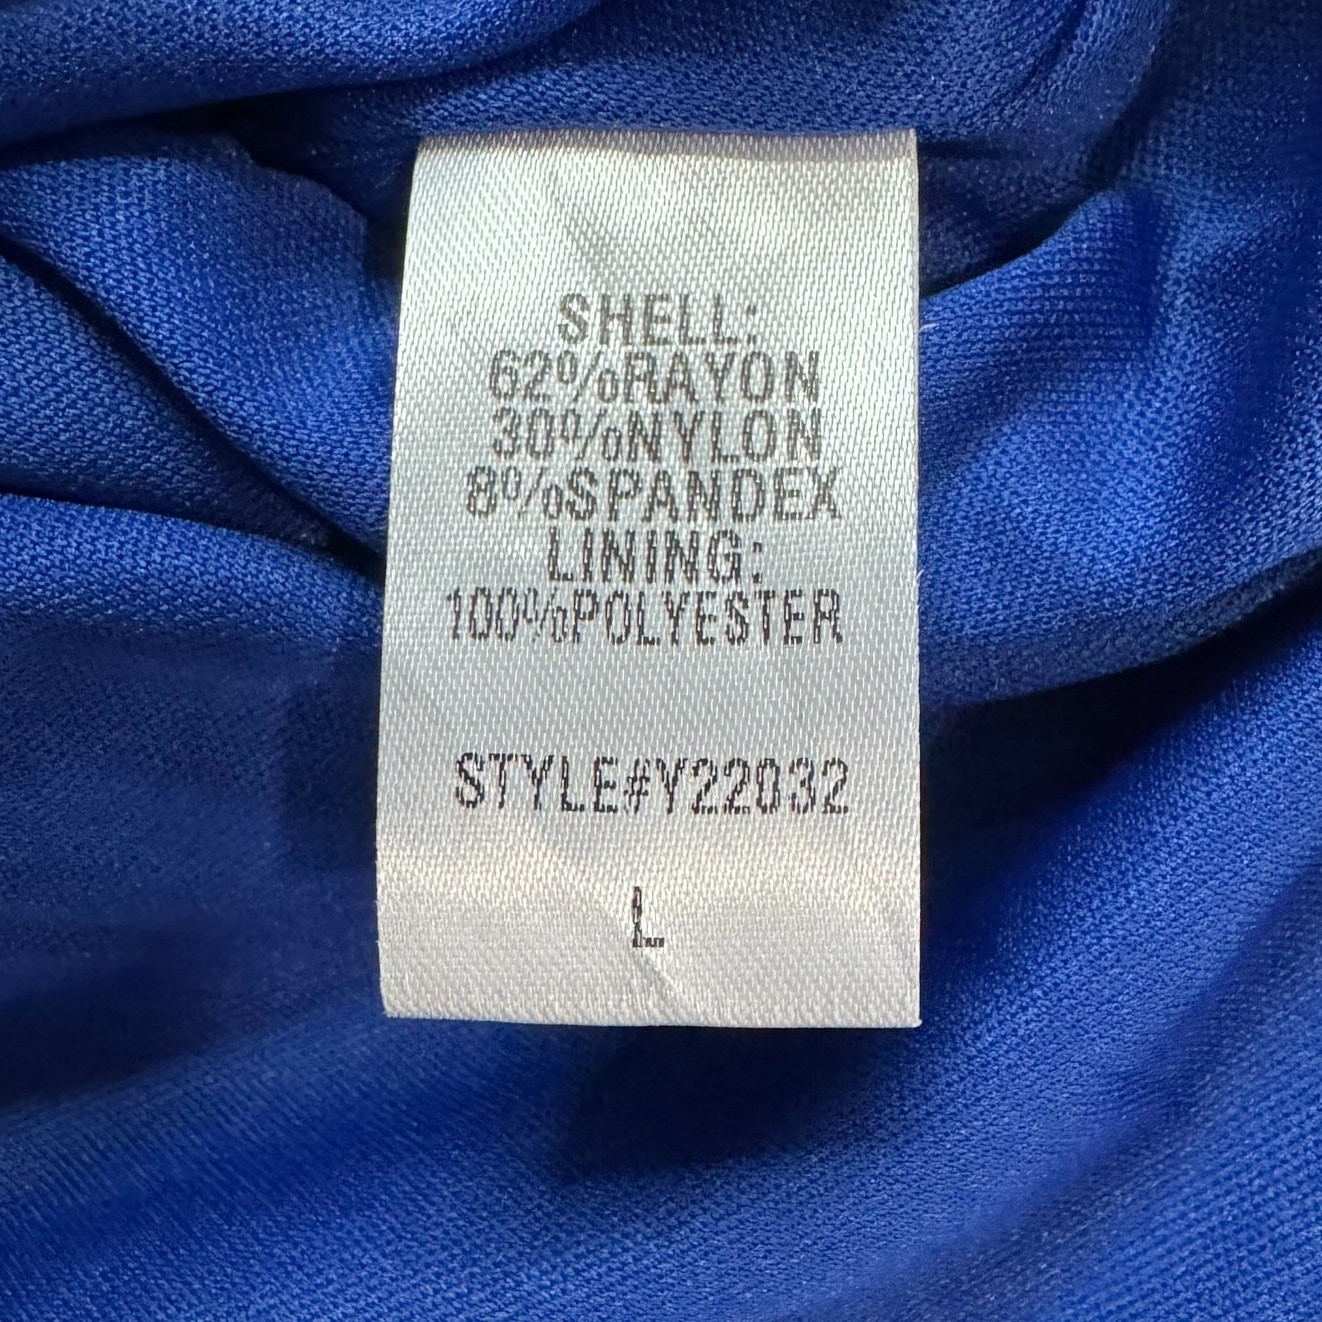 SHELL:
62%RAYON
30%NYLON
8%SPANDEX
LINING:
100%POLYESTER
STYLE#Y22032
L